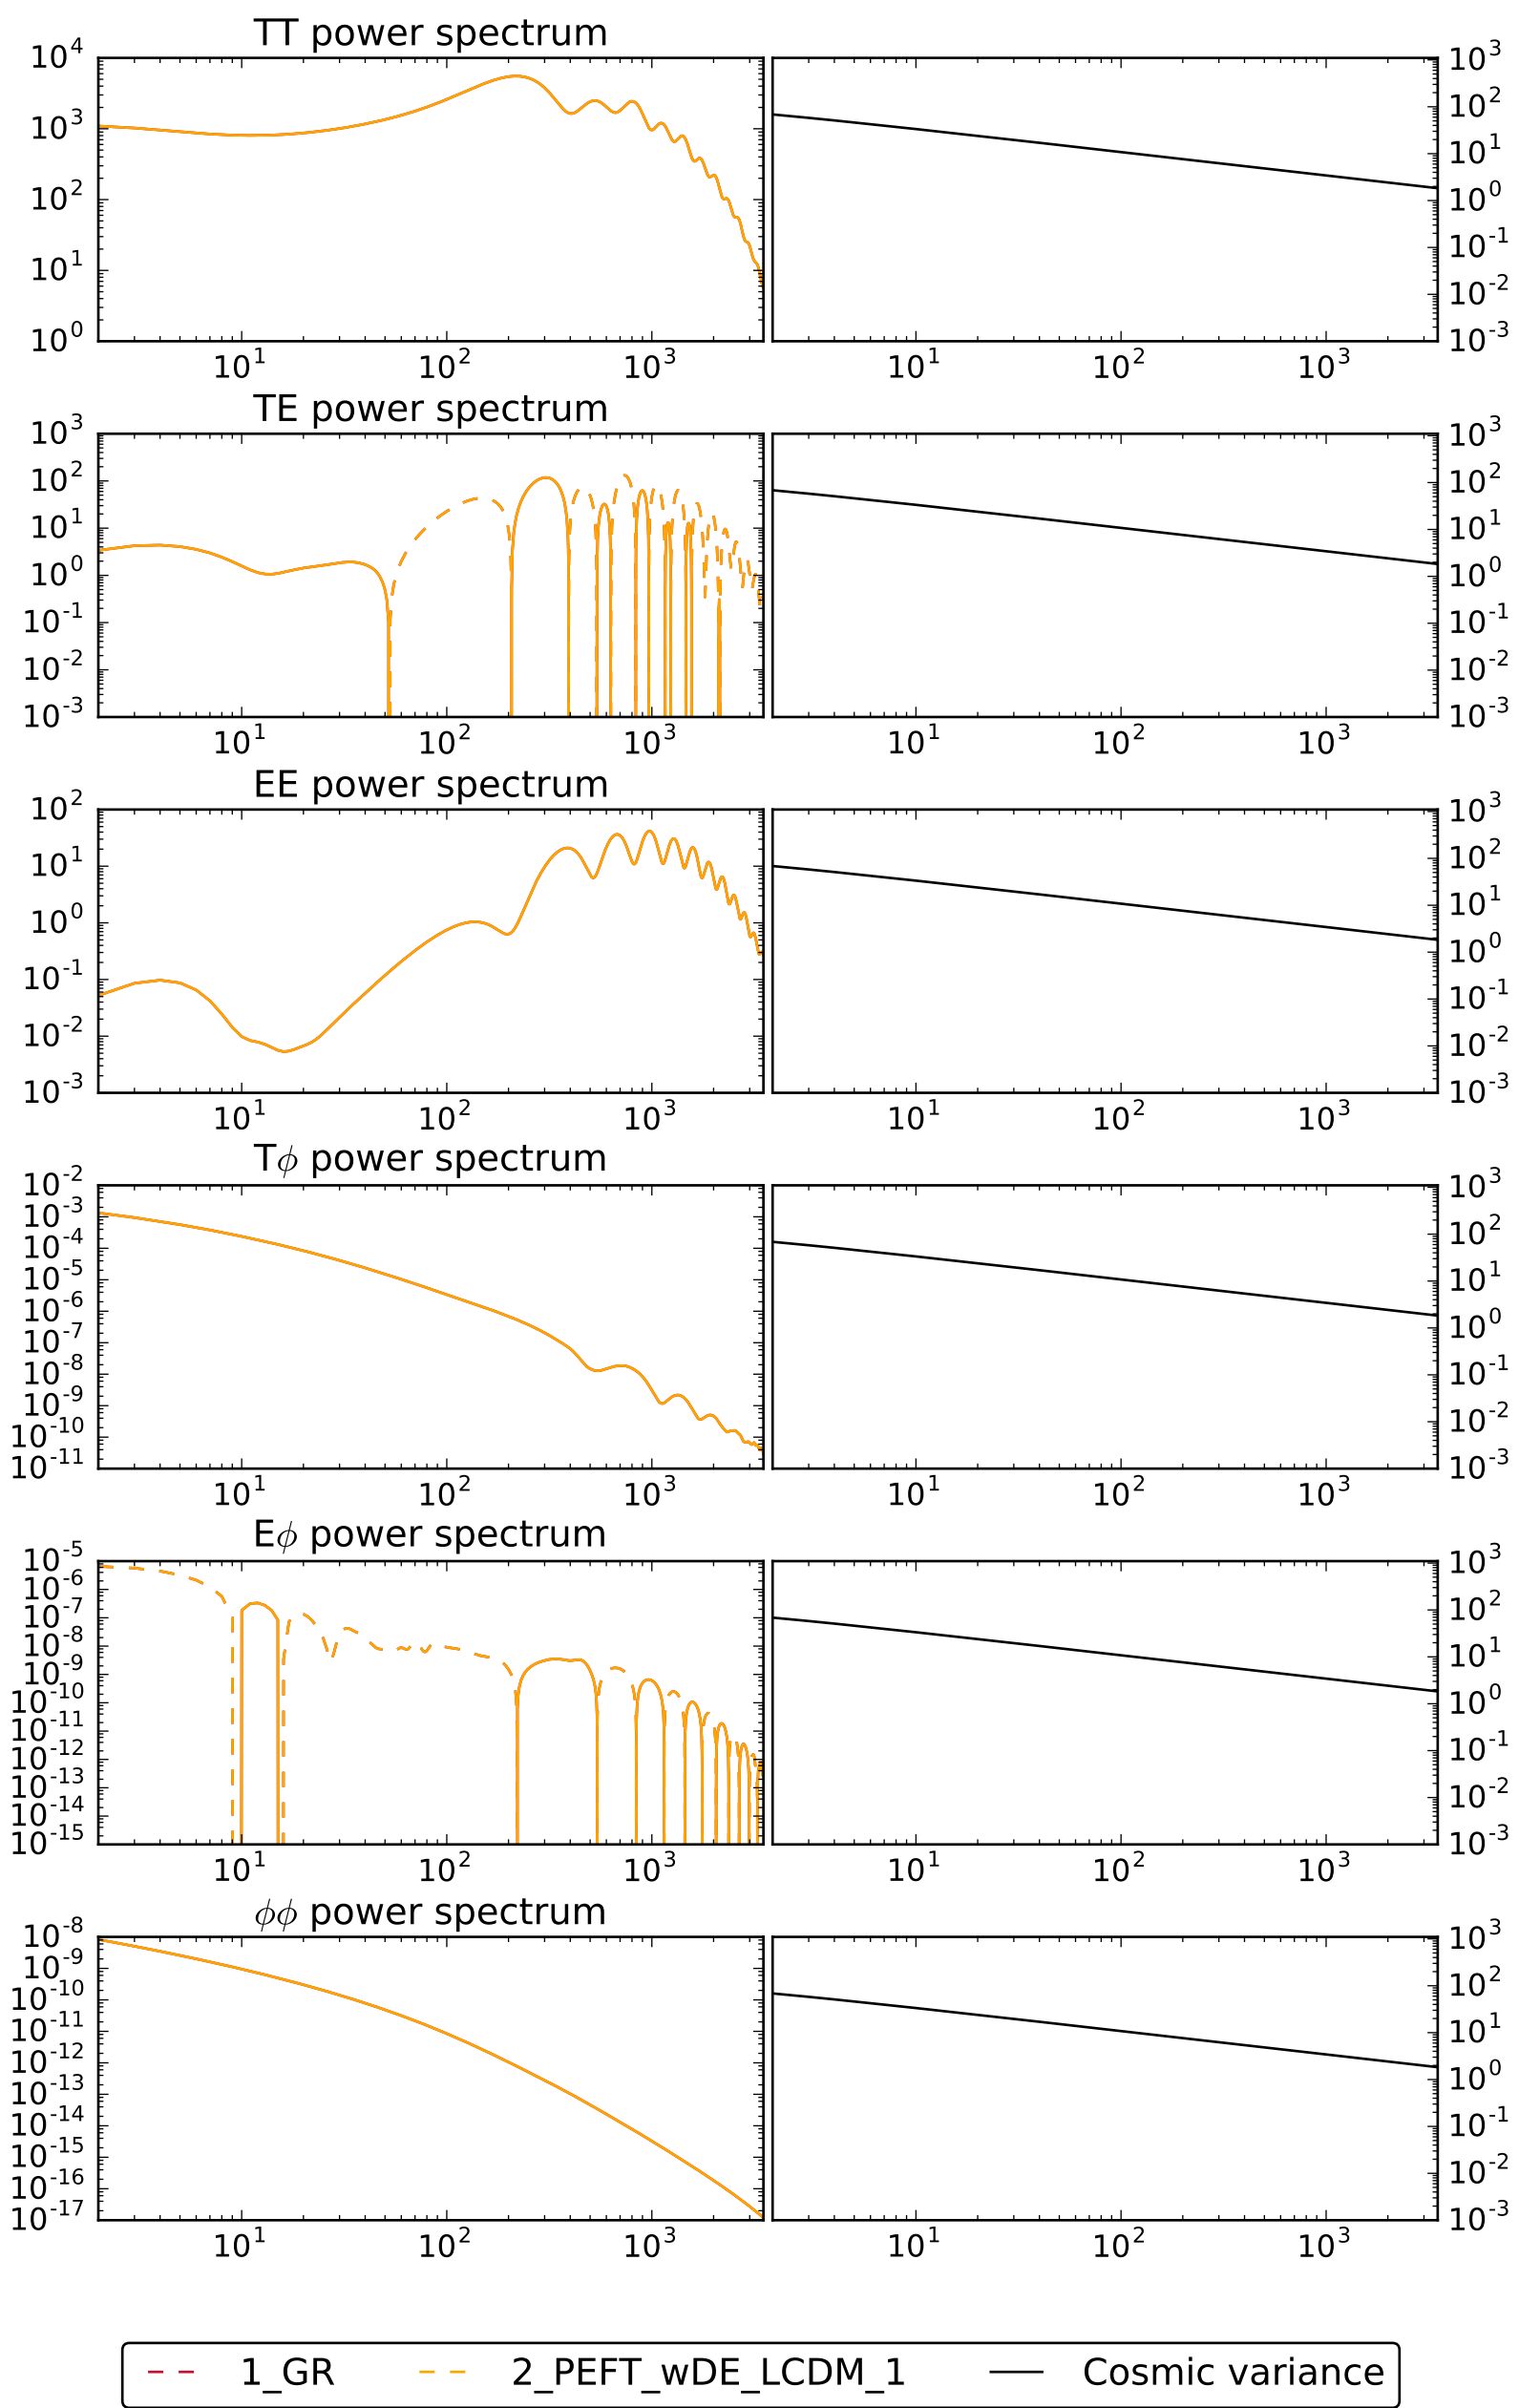 TT power spectrum
10^4 10^3 10^2 10^1 10^0
10^1 10^2 10^3
10^3 10^2 10^1 10^0 10^-1 10^-2 10^-3
10^1 10^2 10^3
TE power spectrum
10^3 10^2 10^1 10^0 10^-1 10^-2 10^-3
10^1 10^2 10^3
10^3 10^2 10^1 10^0 10^-1 10^-2 10^-3
10^1 10^2 10^3
EE power spectrum
10^2 10^1 10^0 10^-1 10^-2 10^-3
10^1 10^2 10^3
10^3 10^2 10^1 10^0 10^-1 10^-2 10^-3
10^1 10^2 10^3
Tϕ power spectrum
10^-2 10^-3 10^-4 10^-5 10^-6 10^-7 10^-8 10^-9 10^-10 10^-11
10^1 10^2 10^3
10^3 10^2 10^1 10^0 10^-1 10^-2 10^-3
10^1 10^2 10^3
Eϕ power spectrum
10^-5 10^-6 10^-7 10^-8 10^-9 10^-10 10^-11 10^-12 10^-13 10^-14 10^-15
10^1 10^2 10^3
10^3 10^2 10^1 10^0 10^-1 10^-2 10^-3
10^1 10^2 10^3
ϕϕ power spectrum
10^-8 10^-9 10^-10 10^-11 10^-12 10^-13 10^-14 10^-15 10^-16 10^-17
10^1 10^2 10^3
10^3 10^2 10^1 10^0 10^-1 10^-2 10^-3
10^1 10^2 10^3
1_GR 2_PEFT_wDE_LCDM_1 Cosmic variance